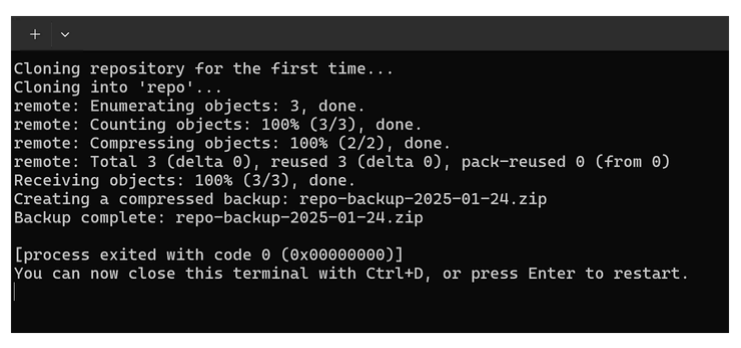 Cloning repository for the first time...
Cloning into 'repo'...
remote: Enumerating objects: 3, done.
remote: Counting objects: 100% (3/3), done.
remote: Compressing objects: 100% (2/2), done.
remote: Total 3 (delta 0), reused 3 (delta 0), pack-reused 0 (from 0)
Receiving objects: 100% (3/3), done.
Creating a compressed backup: repo-backup-2025-01-24.zip
Backup complete: repo-backup-2025-01-24.zip
[process exited with code 0 (0x00000000)]
You can now close this terminal with Ctrl+D, or press Enter to restart.